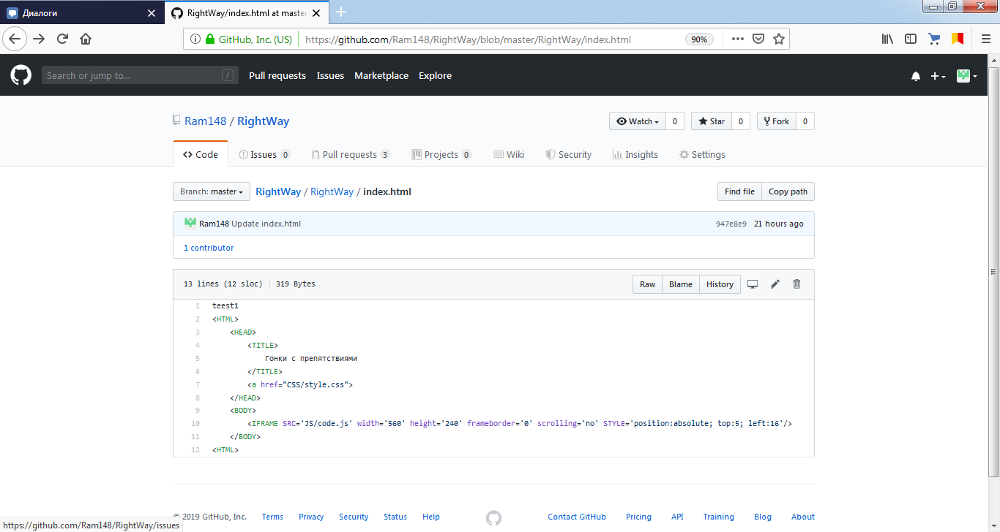 Диалоги
RightWay/index.html at master
GitHub, Inc. (US) https://github.com/Ram148/RightWay/blob/master/RightWay/index.html 90%
Search or jump to... / Pull requests Issues Marketplace Explore
Ram148 / RightWay Watch 0 Star 0 Fork 0
Code Issues 0 Pull requests 3 Projects 0 Wiki Security Insights Settings
Branch: master RightWay / RightWay / index.html Find file Copy path
Ram148 Update index.html 947e8e9 21 hours ago
1 contributor
13 lines (12 sloc) 319 Bytes Raw Blame History
1 teest1
2 <HTML>
3 <HEAD>
4 <TITLE>
5 Гонки с препятствиями
6 </TITLE>
7 <a href="CSS/style.css">
8 </HEAD>
9 <BODY>
10 <IFRAME SRC='JS/code.js' width='560' height='240' frameborder='0' scrolling='no' STYLE='position:absolute; top:5; left:16'/>
11 </BODY>
12 <HTML>
© 2019 GitHub, Inc. Terms Privacy Security Status Help Contact GitHub Pricing API Training Blog About
https://github.com/Ram148/RightWay/issues